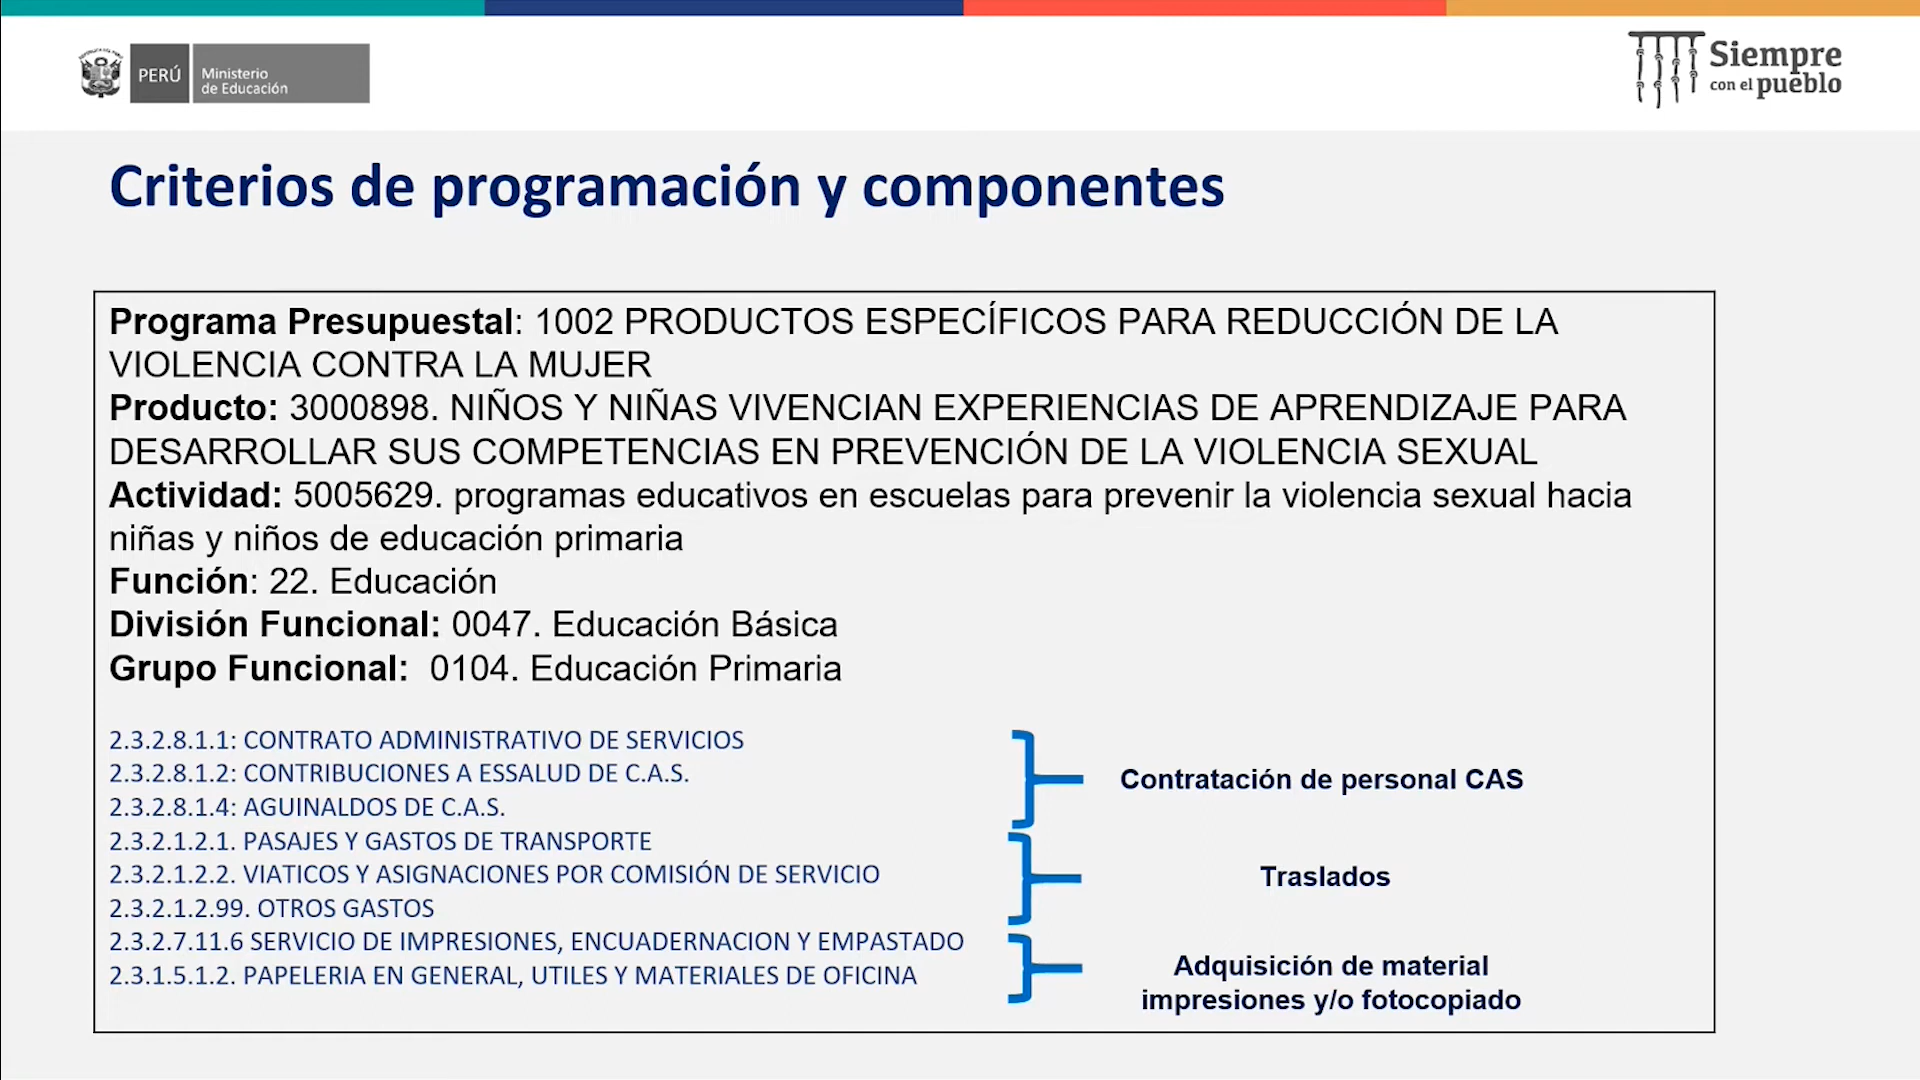 PERÚ
Ministerio
de Educación
Siempre
con el pueblo
Criterios de programación y componentes
Programa Presupuestal: 1002 PRODUCTOS ESPECÍFICOS PARA REDUCCIÓN DE LA
VIOLENCIA CONTRA LA MUJER
Producto: 3000898. NIÑOS Y NIÑAS VIVENCIAN EXPERIENCIAS DE APRENDIZAJE PARA
DESARROLLAR SUS COMPETENCIAS EN PREVENCIÓN DE LA VIOLENCIA SEXUAL
Actividad: 5005629. programas educativos en escuelas para prevenir la violencia sexual hacia
niñas y niños de educación primaria
Función: 22. Educación
División Funcional: 0047. Educación Básica
Grupo Funcional: 0104. Educación Primaria
2.3.2.8.1.1: CONTRATO ADMINISTRATIVO DE SERVICIOS
2.3.2.8.1.2: CONTRIBUCIONES A ESSALUD DE C.A.S.
2.3.2.8.1.4: AGUINALDOS DE C.A.S.
Contratación de personal CAS
2.3.2.1.2.1. PASAJES Y GASTOS DE TRANSPORTE
2.3.2.1.2.2. VIATICOS Y ASIGNACIONES POR COMISIÓN DE SERVICIO
2.3.2.1.2.99. OTROS GASTOS
Traslados
2.3.2.7.11.6 SERVICIO DE IMPRESIONES, ENCUADERNACION Y EMPASTADO
2.3.1.5.1.2. PAPELERIA EN GENERAL, UTILES Y MATERIALES DE OFICINA
Adquisición de material
impresiones y/o fotocopiado